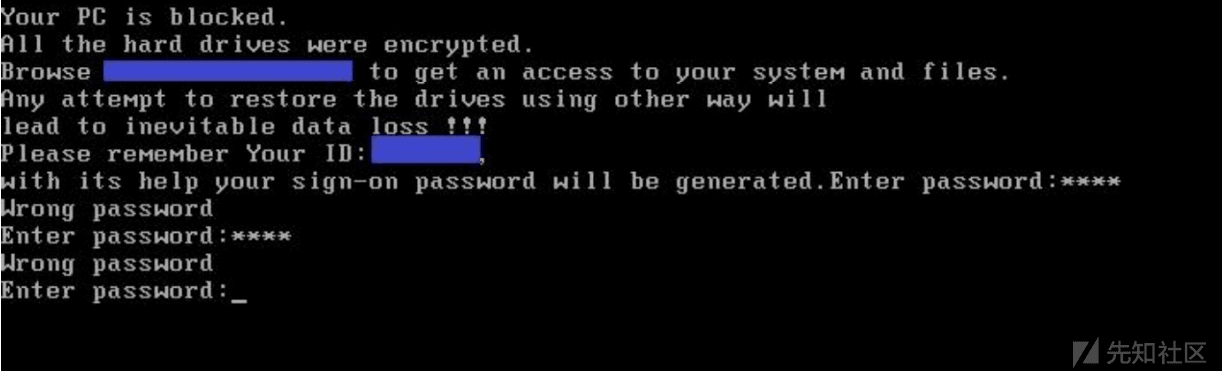 Your PC is blocked.
All the hard drives were encrypted.
Browse to get an access to your system and files.
Any attempt to restore the drives using other way will
lead to inevitable data loss !!!
Please remember Your ID: ,
with its help your sign-on password will be generated.Enter password:****
Wrong password
Enter password:****
Wrong password
Enter password:_
先知社区